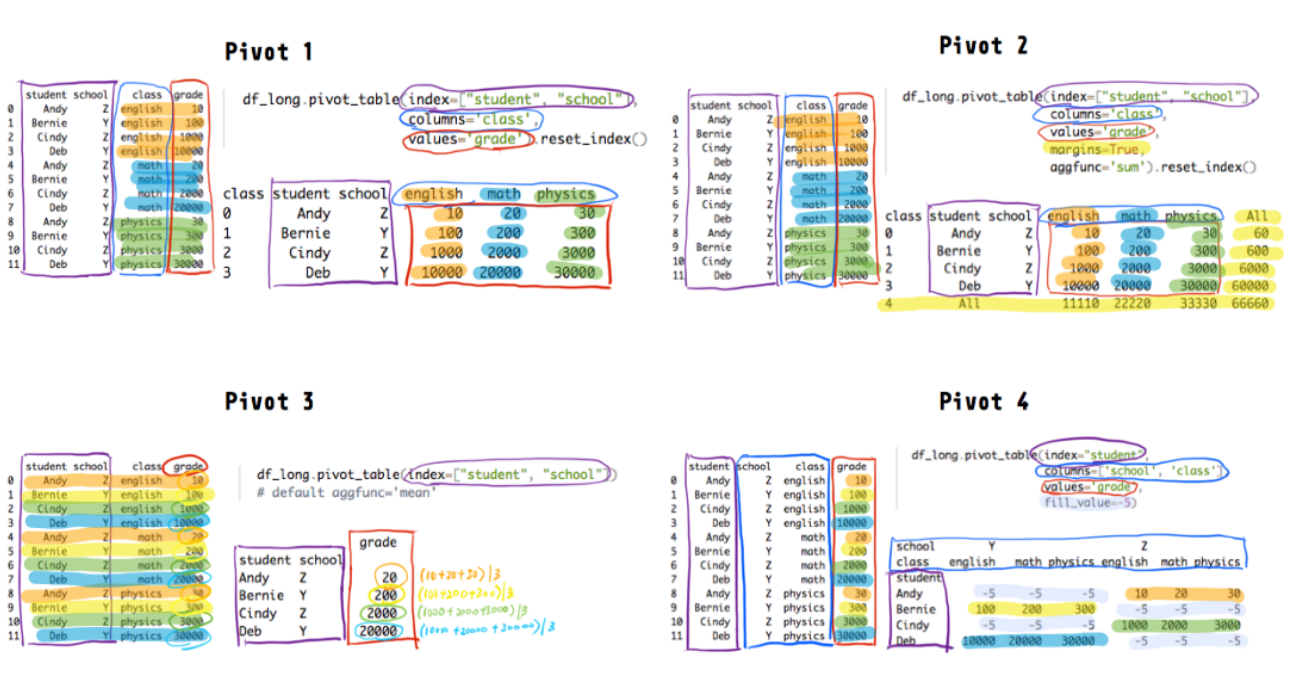 Pivot 1
student school class grade
0 Andy Z english 10
1 Bernie Y english 100
2 Cindy Z english 1000
3 Deb Y english 10000
4 Andy Z math 20
5 Bernie Y math 200
6 Cindy Z math 2000
7 Deb Y math 20000
8 Andy Z physics 30
9 Bernie Y physics 300
10 Cindy Z physics 3000
11 Deb Y physics 30000
df_long.pivot_table(index=["student", "school"],
columns='class',
values='grade').reset_index()
class student school english math physics
0 Andy Z 10 20 30
1 Bernie Y 100 200 300
2 Cindy Z 1000 2000 3000
3 Deb Y 10000 20000 30000
Pivot 2
student school class grade
0 Andy Z english 10
1 Bernie Y english 100
2 Cindy Z english 1000
3 Deb Y english 10000
4 Andy Z math 20
5 Bernie Y math 200
6 Cindy Z math 2000
7 Deb Y math 20000
8 Andy Z physics 30
9 Bernie Y physics 300
10 Cindy Z physics 3000
11 Deb Y physics 30000
df_long.pivot_table(index=["student", "school"],
columns='class',
values='grade',
margins=True,
aggfunc='sum').reset_index()
class student school english math physics All
0 Andy Z 10 20 30 60
1 Bernie Y 100 200 300 600
2 Cindy Z 1000 2000 3000 6000
3 Deb Y 10000 20000 30000 60000
4 All 11110 22220 33330 66660
Pivot 3
student school class grade
0 Andy Z english 10
1 Bernie Y english 100
2 Cindy Z english 1000
3 Deb Y english 10000
4 Andy Z math 20
5 Bernie Y math 200
6 Cindy Z math 2000
7 Deb Y math 20000
8 Andy Z physics 30
9 Bernie Y physics 300
10 Cindy Z physics 3000
11 Deb Y physics 30000
df_long.pivot_table(index=["student", "school"])
# default aggfunc='mean'
grade
student school
Andy Z 20 (10+20+30)/3
Bernie Y 200 (100+200+300)/3
Cindy Z 2000 (1000+2000+3000)/3
Deb Y 20000
Pivot 4
student school class grade
0 Andy Z english 10
1 Bernie Y english 100
2 Cindy Z english 1000
3 Deb Y english 10000
4 Andy Z math 20
5 Bernie Y math 200
6 Cindy Z math 2000
7 Deb Y math 20000
8 Andy Z physics 30
9 Bernie Y physics 300
10 Cindy Z physics 3000
11 Deb Y physics 30000
df_long.pivot_table(index="student",
columns=['school', 'class'],
values='grade',
fill_value=-5)
school Y Z
class english math physics english math physics
student
Andy -5 -5 -5 10 20 30
Bernie 100 200 300 -5 -5 -5
Cindy -5 -5 -5 1000 2000 3000
Deb 10000 20000 30000 -5 -5 -5